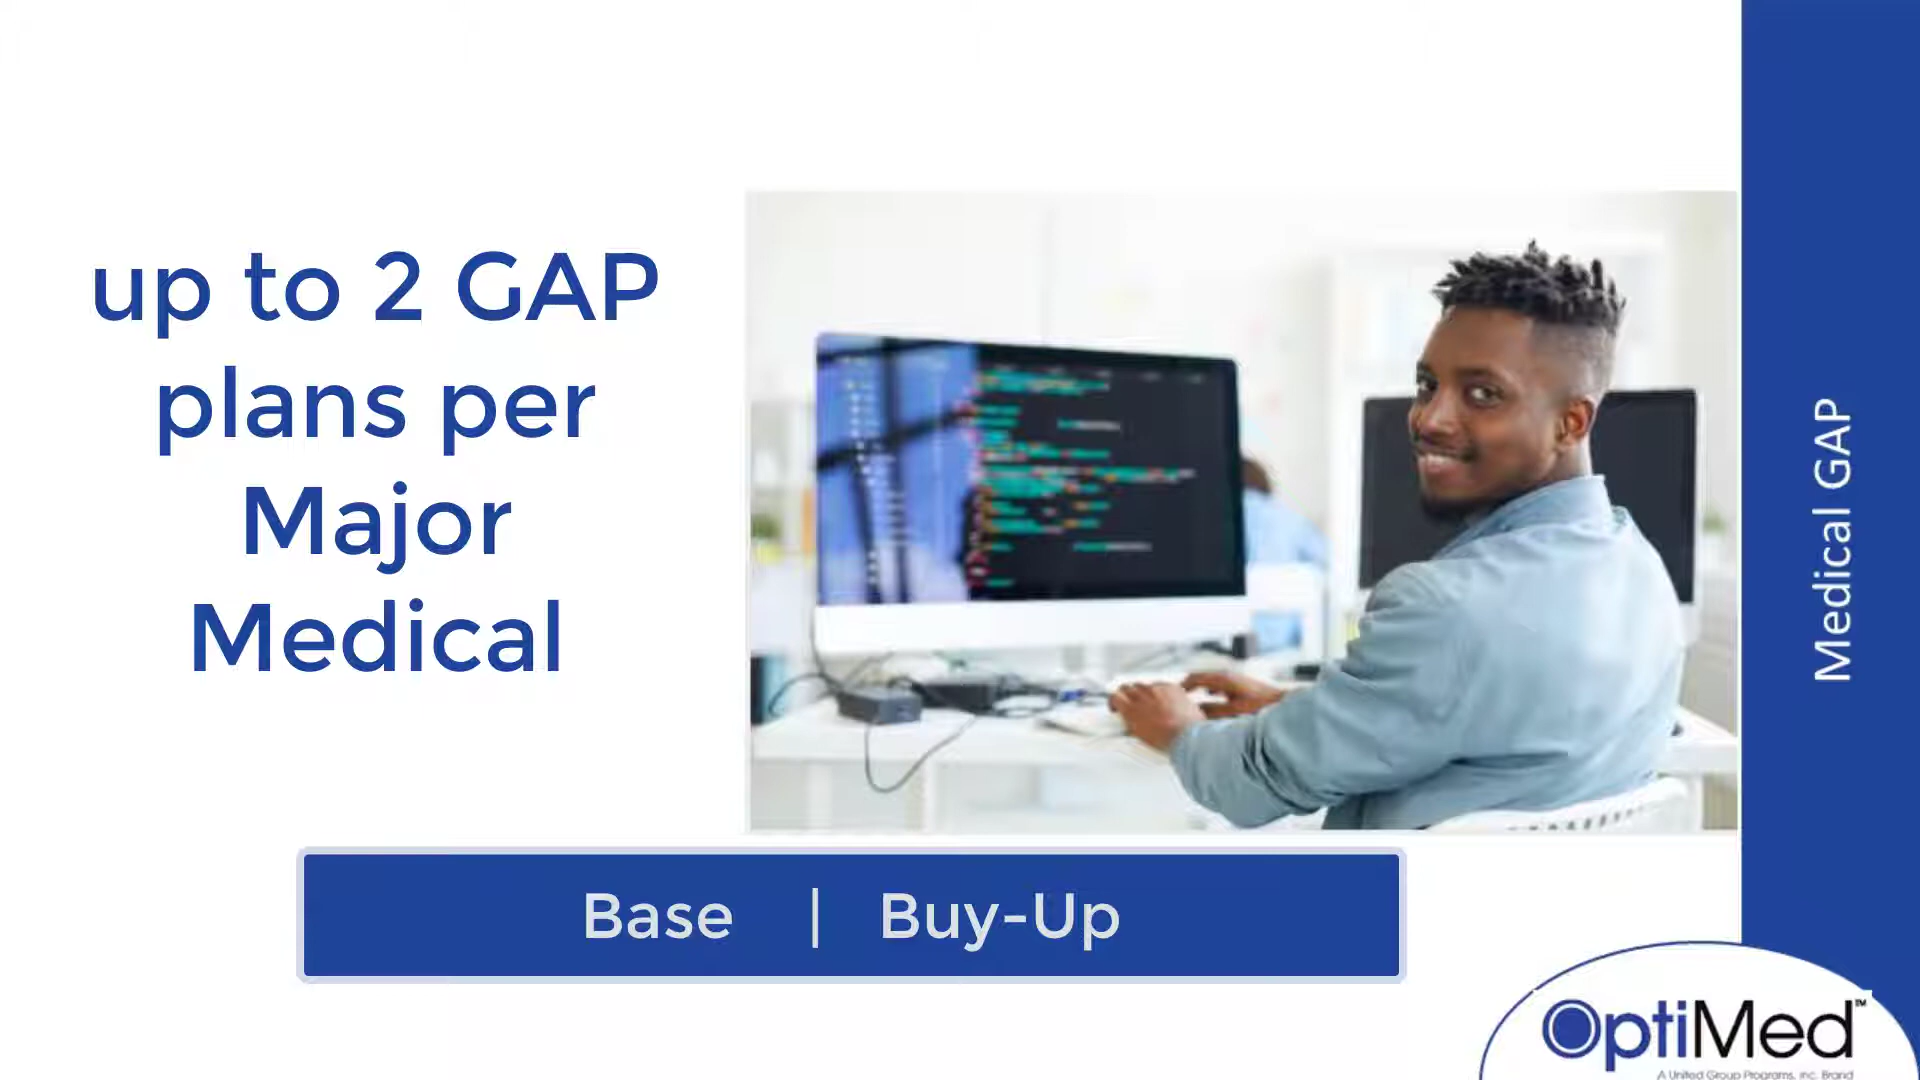 up to 2 GAP
plans per
Major
Medical
Base | Buy-Up
Medical GAP
OptiMed™
A United Group Programs, Inc. Brand